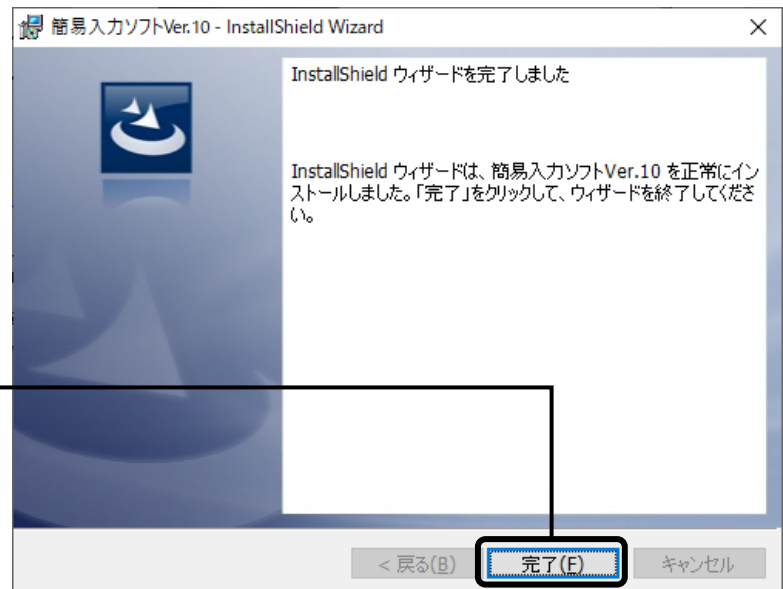 簡易入力ソフトVer.10 - InstallShield Wizard
InstallShield ウィザードを完了しました
InstallShield ウィザードは、簡易入力ソフトVer.10 を正常にイン
ストールしました。「完了」をクリックして、ウィザードを終了してくださ
い。
< 戻る(B) 完了(F) キャンセル